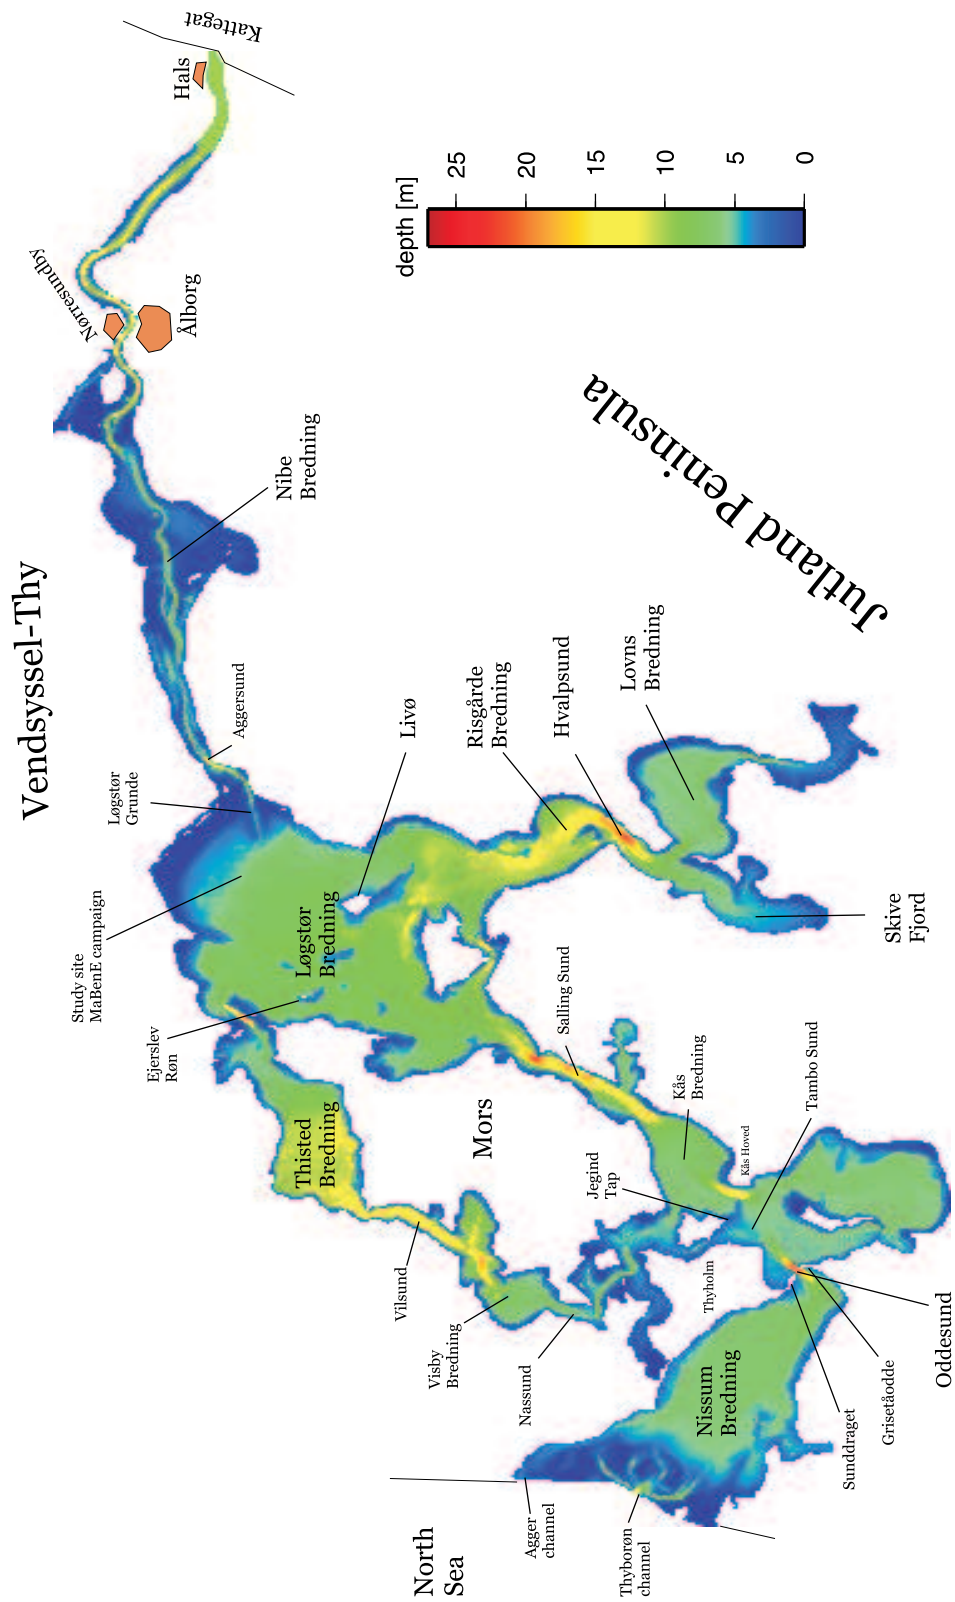 Vendsyssel-Thy
Kattegat
Hals
Nørresundby
Ålborg
Nibe
Bredning
Aggersund
Løgstør
Grunde
Study site
MaBenE campaign
Ejerslev
Røn
Løgstør
Bredning
Livø
Risgårde
Bredning
Hvalpsund
Lovns
Bredning
Skive
Fjord
Jutland Peninsula
depth [m]
25
20
15
10
5
0
Thisted
Bredning
Mors
Salling Sund
Kås
Bredning
Tambo Sund
Kås Hoved
Jegind
Tap
Vilsund
Visby
Bredning
Nassund
Thyholm
Nissum
Bredning
Oddesund
Grisetåodde
Sunddraget
Agger
channel
Thyborøn
channel
North
Sea